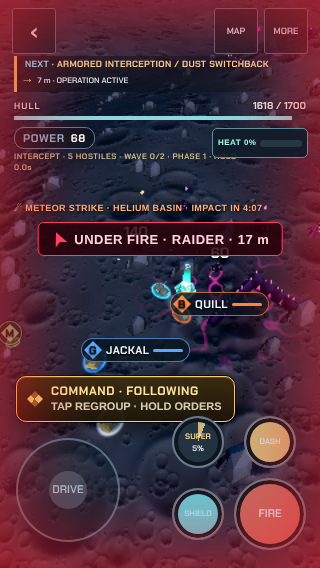 ‹
MAP
MORE
NEXT · ARMORED INTERCEPTION / DUST SWITCHBACK
→ 7 m · OPERATION ACTIVE
HULL
1618 / 1700
POWER 68
HEAT 0%
INTERCEPT · 5 HOSTILES · WAVE 0/2 · PHASE 1 ·
0.0s
METEOR STRIKE · HELIUM BASIN · IMPACT IN 4:07
140
UNDER FIRE · RAIDER · 17 m
60
E QUILL
M
G JACKAL
COMMAND · FOLLOWING
TAP REGROUP · HOLD ORDERS
SUPER
5%
DASH
DRIVE
SHIELD
FIRE